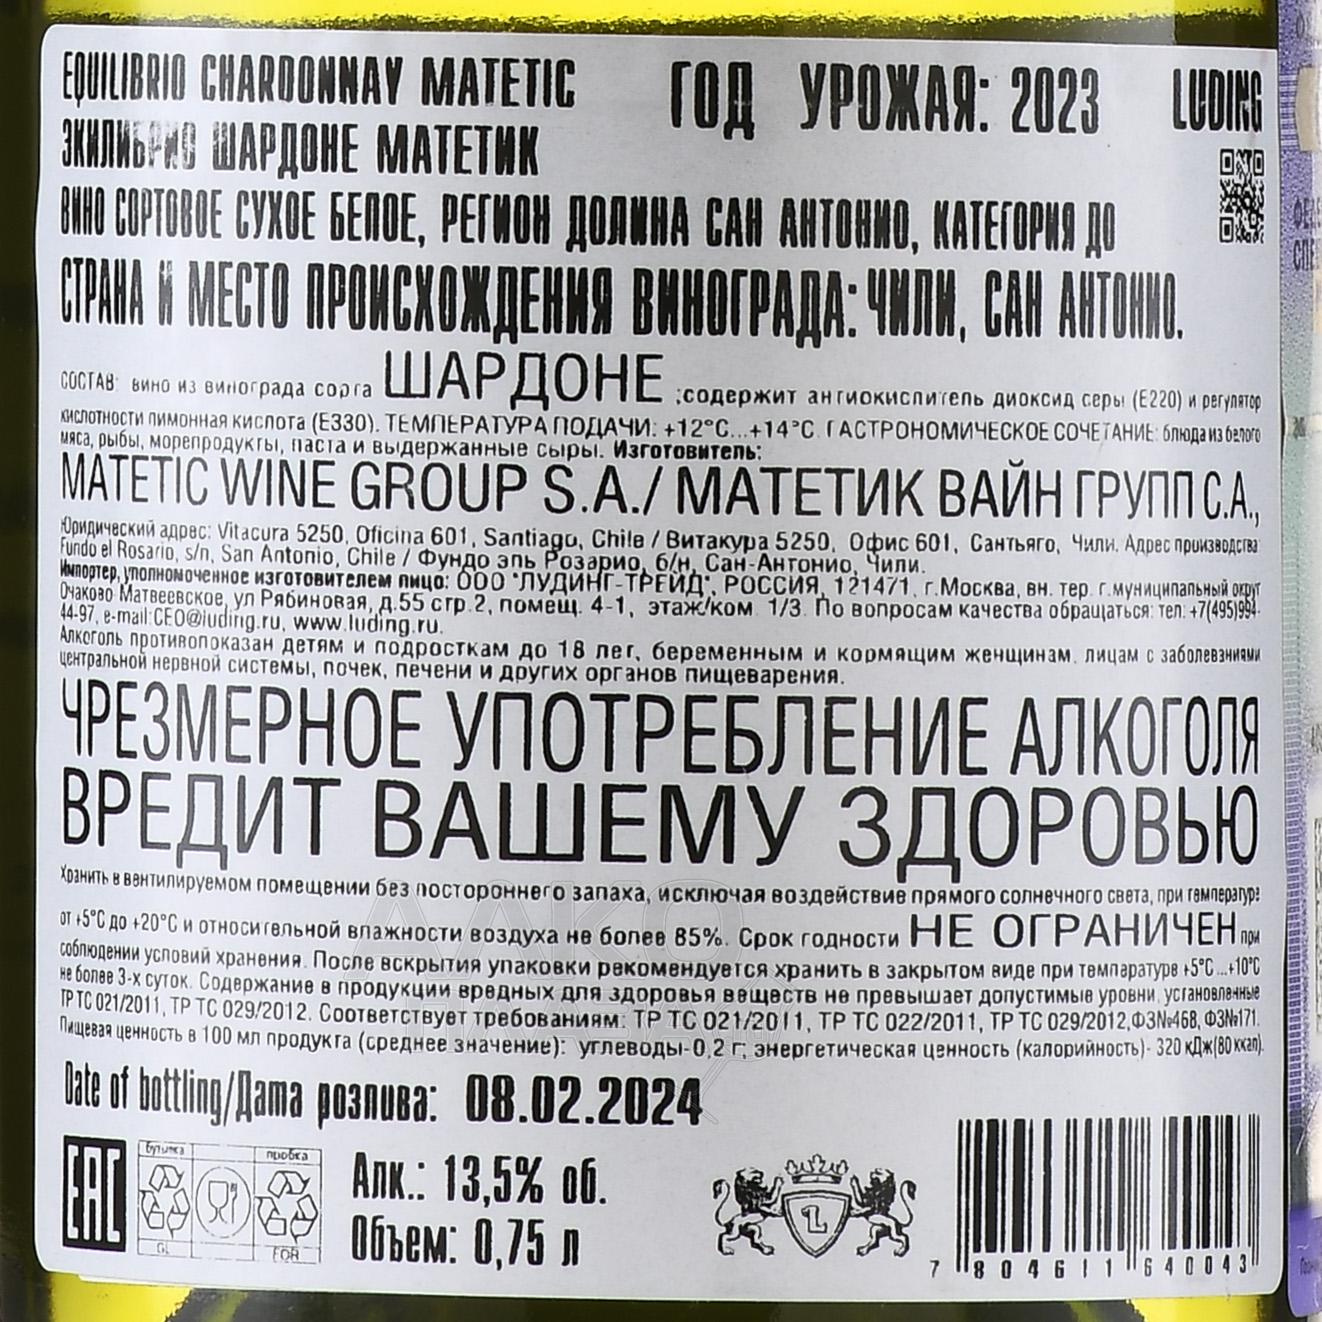 EQUILIBRIO CHARDONNAY MATETIC
ГОД УРОЖАЯ: 2023
LUDING
ЭКИЛИБРИО ШАРДОНЕ МАТЕТИК
ВИНО СОРТОВОЕ СУХОЕ БЕЛОЕ, РЕГИОН ДОЛИНА САН АНТОНИО, КАТЕГОРИЯ ДО
СТРАНА И МЕСТО ПРОИСХОЖДЕНИЯ ВИНОГРАДА: ЧИЛИ, САН АНТОНИО.
СОСТАВ: вино из винограда сорта ШАРДОНЕ ;содержит антиокислитель диоксид серы (Е220) и регулятор
кислотности лимонная кислота (Е330). ТЕМПЕРАТУРА ПОДАЧИ: +12°С...+14°С. ГАСТРОНОМИЧЕСКОЕ СОЧЕТАНИЕ: блюда из белого
мяса, рыбы, морепродукты, паста и выдержанные сыры. Изготовитель:
MATETIC WINE GROUP S.A./ МАТЕТИК ВАЙН ГРУПП С.А.,
Юридический адрес: Vitacura 5250, Oficina 601, Santiago, Chile / Витакура 5250, Офис 601, Сантьяго, Чили. Адрес производства:
Fundo el Rosario, s/n, San Antonio, Chile / Фундо эль Розарио, б/н, Сан-Антонио, Чили.
Импортер, уполномоченное изготовителем лицо: ООО "ЛУДИНГ-ТРЕЙД", РОССИЯ, 121471, г.Москва, вн. тер. г.муниципальный округ
Очаково-Матвеевское, ул Рябиновая, д.55 стр.2, помещ. 4-1, этаж/ком. 1/3. По вопросам качества обращаться: тел: +7(495)994-
44-97, e-mail:CEO@luding.ru, www.luding.ru.
Алкоголь противопоказан детям и подросткам до 18 лет, беременным и кормящим женщинам, лицам с заболеваниями
центральной нервной системы, почек, печени и других органов пищеварения.
ЧРЕЗМЕРНОЕ УПОТРЕБЛЕНИЕ АЛКОГОЛЯ
ВРЕДИТ ВАШЕМУ ЗДОРОВЬЮ
Хранить в вентилируемом помещении без постороннего запаха, исключая воздействие прямого солнечного света, при температуре
от +5°С до +20°С и относительной влажности воздуха не более 85%. Срок годности НЕ ОГРАНИЧЕН при
соблюдении условий хранения. После вскрытия упаковки рекомендуется хранить в закрытом виде при температуре +5°С...+10°С
не более 3-х суток. Содержание в продукции вредных для здоровья веществ не превышает допустимые уровни, установленные
ТР ТС 021/2011, ТР ТС 029/2012. Соответствует требованиям: ТР ТС 021/2011, ТР ТС 022/2011, ТР ТС 029/2012,ФЗ№468, ФЗ№171.
Пищевая ценность в 100 мл продукта (среднее значение): углеводы-0,2 г; энергетическая ценность (калорийность)- 320 кДж(80 ккал).
Date of bottling/Дата розлива: 08.02.2024
EAC
бутылка
пробка
GL
FOR
Алк.: 13,5% об.
Объем: 0,75 л
L
7 804611 640043